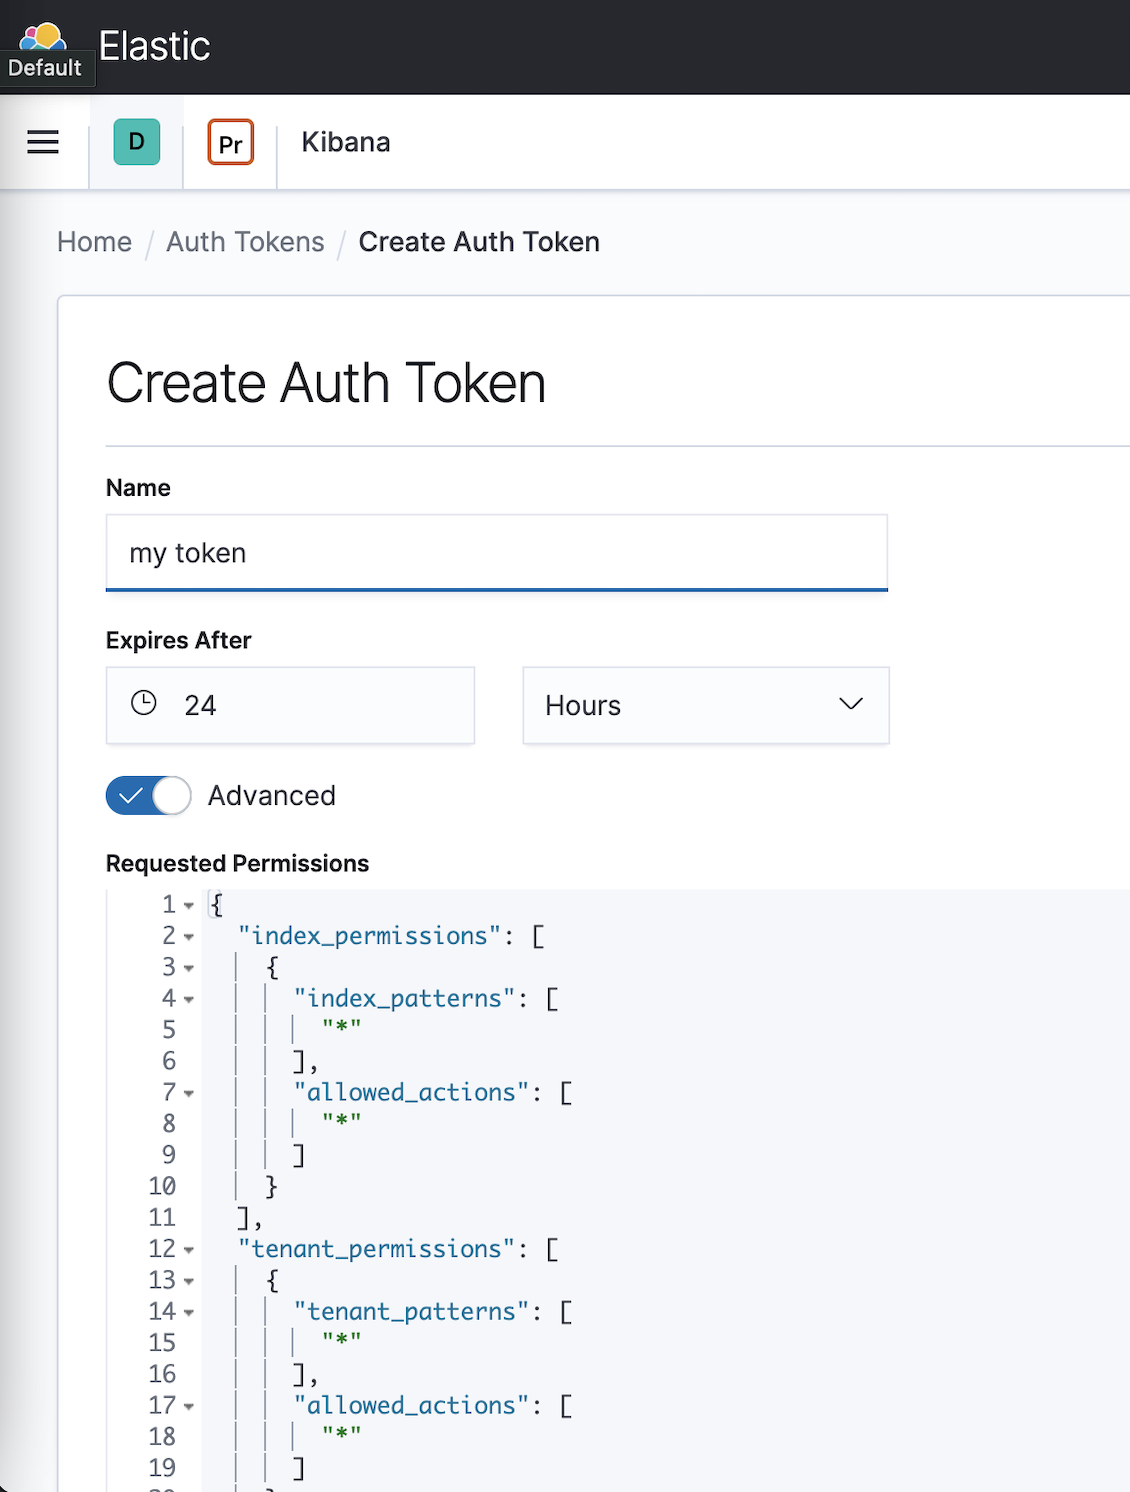 Elastic
Default
D Pr Kibana
Home / Auth Tokens / Create Auth Token
Create Auth Token
Name
my token
Expires After
24 Hours
Advanced
Requested Permissions
1 {
2 "index_permissions": [
3 {
4 "index_patterns": [
5 "*"
6 ],
7 "allowed_actions": [
8 "*"
9 ]
10 }
11 ],
12 "tenant_permissions": [
13 {
14 "tenant_patterns": [
15 "*"
16 ],
17 "allowed_actions": [
18 "*"
19 ]